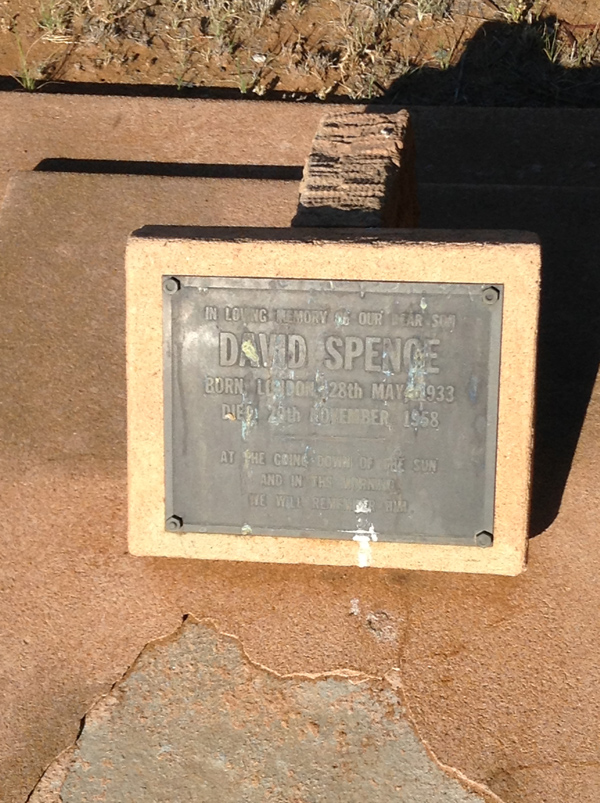 IN LOVING MEMORY OF OUR DEAR SON
DAVID SPENCE
BORN, LONDON, 28th MAY, 1933
DIED, NOVEMBER, 1968
AT THE GOING DOWN OF THE SUN
AND IN THE MORNING
WE WILL REMEMBER HIM